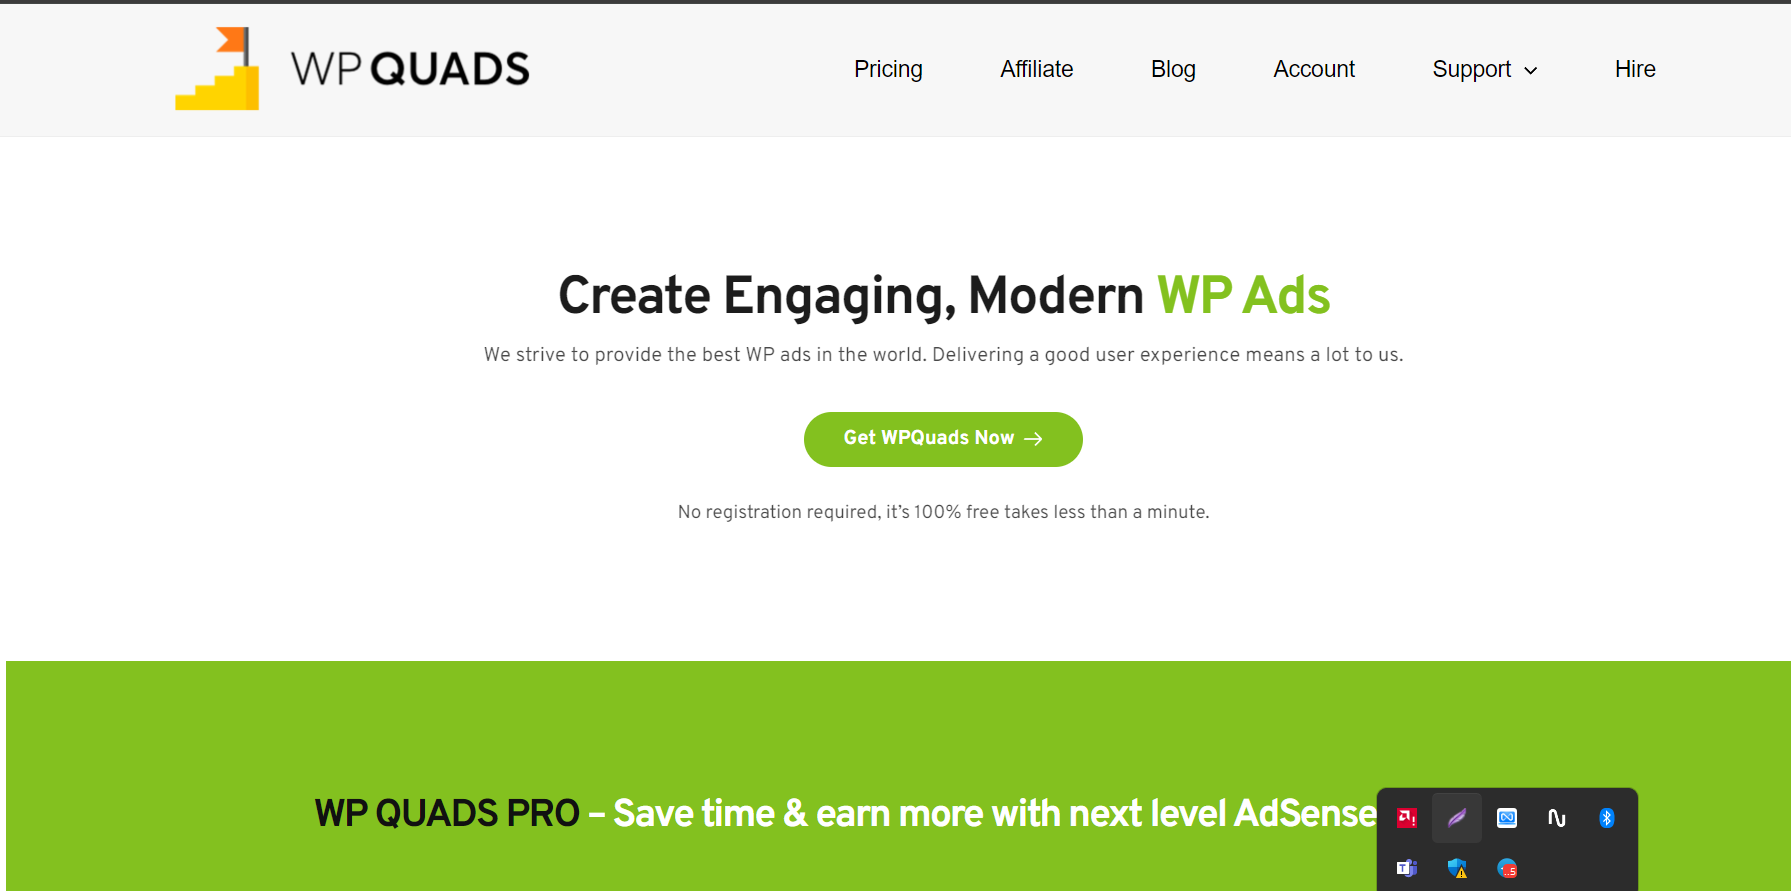 WP QUADS
Pricing
Affiliate
Blog
Account
Support
Hire
Create Engaging, Modern WP Ads
We strive to provide the best WP ads in the world. Delivering a good user experience means a lot to us.
Get WPQuads Now →
No registration required, it's 100% free takes less than a minute.
WP QUADS PRO – Save time & earn more with next level AdSense